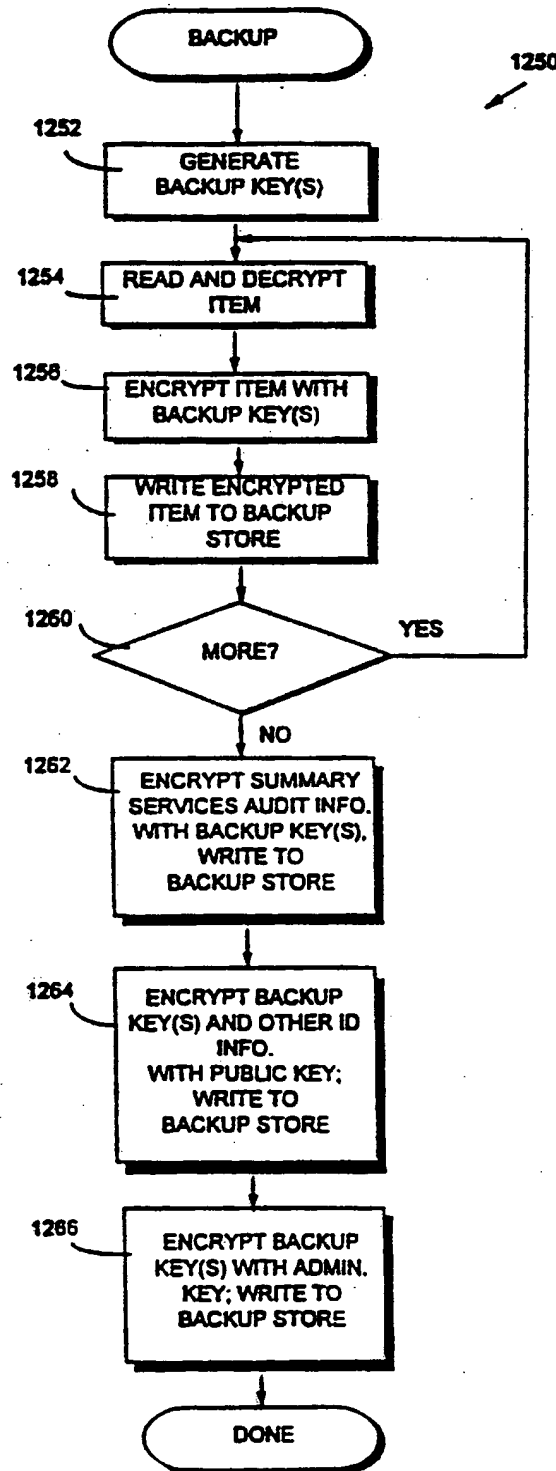 BACKUP
1250
1252
GENERATE
BACKUP KEY(S)
1254
READ AND DECRYPT
ITEM
1256
ENCRYPT ITEM WITH
BACKUP KEY(S)
1258
WRITE ENCRYPTED
ITEM TO BACKUP
STORE
1260
MORE?
YES
NO
1262
ENCRYPT SUMMARY
SERVICES AUDIT INFO.
WITH BACKUP KEY(S),
WRITE TO
BACKUP STORE
1264
ENCRYPT BACKUP
KEY(S) AND OTHER ID
INFO.
WITH PUBLIC KEY;
WRITE TO
BACKUP STORE
1266
ENCRYPT BACKUP
KEY(S) WITH ADMIN.
KEY; WRITE TO
BACKUP STORE
DONE